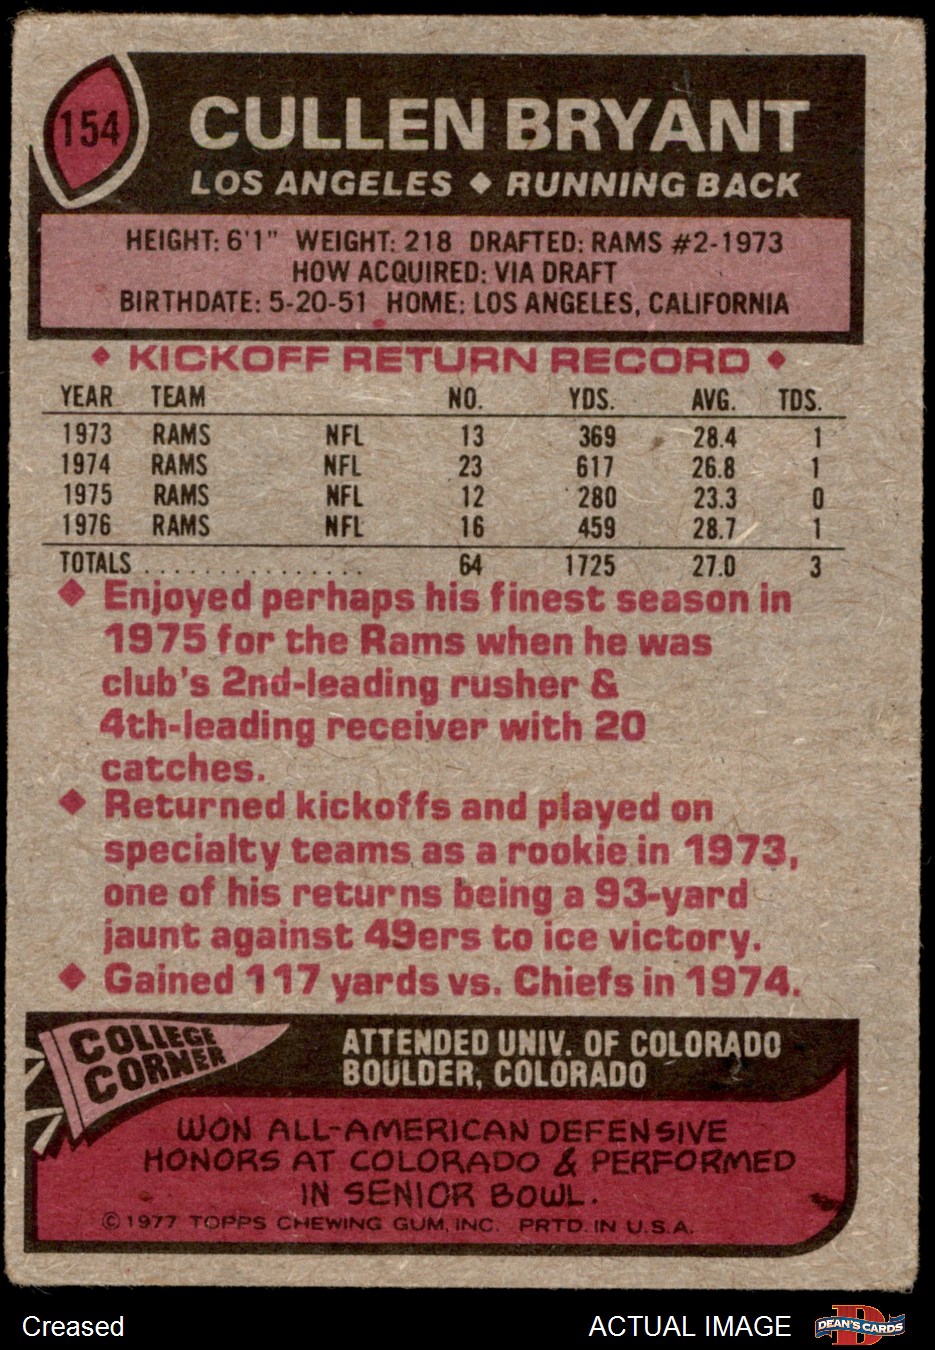 154
CULLEN BRYANT
LOS ANGELES ◆ RUNNING BACK
HEIGHT: 6'1" WEIGHT: 218 DRAFTED: RAMS #2-1973
HOW ACQUIRED: VIA DRAFT
BIRTHDATE: 5-20-51 HOME: LOS ANGELES, CALIFORNIA
◆ KICKOFF RETURN RECORD ◆
YEAR TEAM NO. YDS. AVG. TDS.
1973 RAMS NFL 13 369 28.4 1
1974 RAMS NFL 23 617 26.8 1
1975 RAMS NFL 12 280 23.3 0
1976 RAMS NFL 16 459 28.7 1
TOTALS . . . . . . . . . . . . . . . 64 1725 27.0 3
◆ Enjoyed perhaps his finest season in
1975 for the Rams when he was
club's 2nd-leading rusher &
4th-leading receiver with 20
catches.
◆ Returned kickoffs and played on
specialty teams as a rookie in 1973,
one of his returns being a 93-yard
jaunt against 49ers to ice victory.
◆ Gained 117 yards vs. Chiefs in 1974.
COLLEGE
CORNER
ATTENDED UNIV. OF COLORADO
BOULDER, COLORADO
WON ALL-AMERICAN DEFENSIVE
HONORS AT COLORADO & PERFORMED
IN SENIOR BOWL.
© 1977 TOPPS CHEWING GUM, INC. PRTD. IN U.S.A.
Creased
ACTUAL IMAGE
D
DEAN'S CARDS